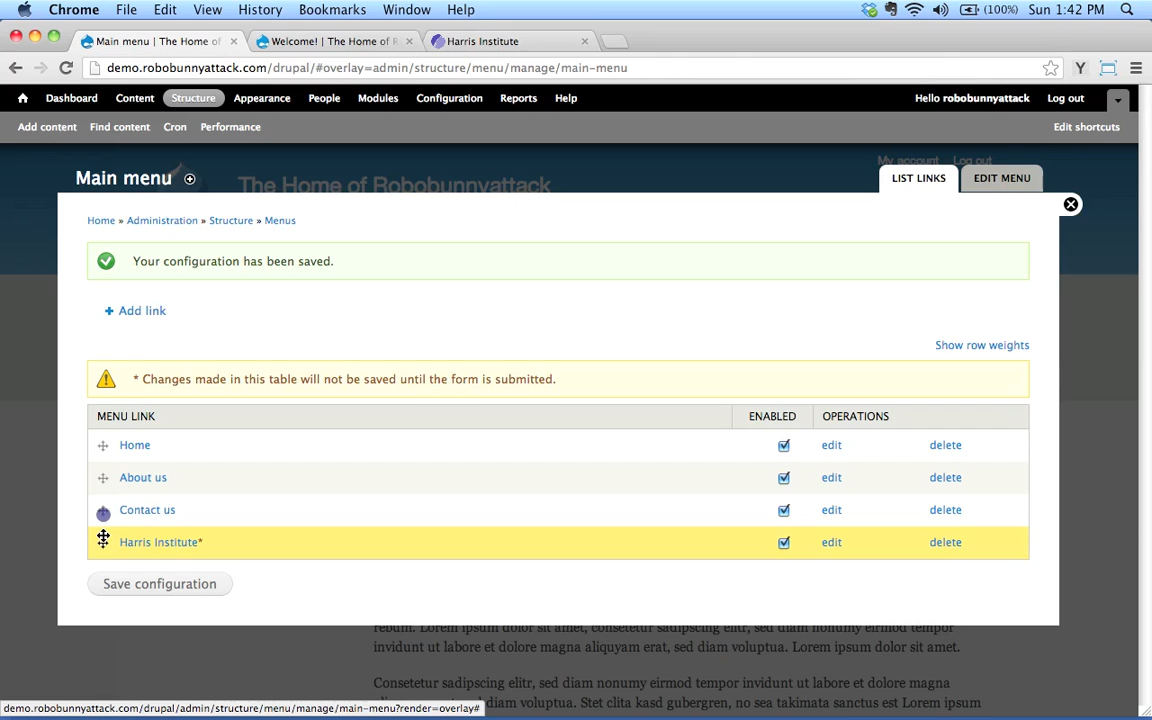 Chrome File Edit View History Bookmarks Window Help (100%) Sun 1:42 PM
Main menu | The Home of Welcome! | The Home of R Harris Institute
demo.robobunnyattack.com/drupal/#overlay=admin/structure/menu/manage/main-menu
Dashboard Content Structure Appearance People Modules Configuration Reports Help Hello robobunnyattack Log out
Add content Find content Cron Performance Edit shortcuts
My account Log out
Main menu The Home of Robobunnyattack LIST LINKS EDIT MENU
Home » Administration » Structure » Menus
Your configuration has been saved.
+ Add link
Show row weights
* Changes made in this table will not be saved until the form is submitted.
MENU LINK ENABLED OPERATIONS
Home edit delete
About us edit delete
Contact us edit delete
Harris Institute* edit delete
Save configuration
rebum. Lorem ipsum dolor sit amet, consetetur sadipscing elitr, sed diam nonumy eirmod tempor
invidunt ut labore et dolore magna aliquyam erat, sed diam voluptua. Lorem ipsum dolor sit amet.
Consetetur sadipscing elitr, sed diam nonumy eirmod tempor invidunt ut labore et dolore magna
takimata sanctus est Lorem ipsum
demo.robobunnyattack.com/drupal/admin/structure/menu/manage/main-menu?render=overlay#